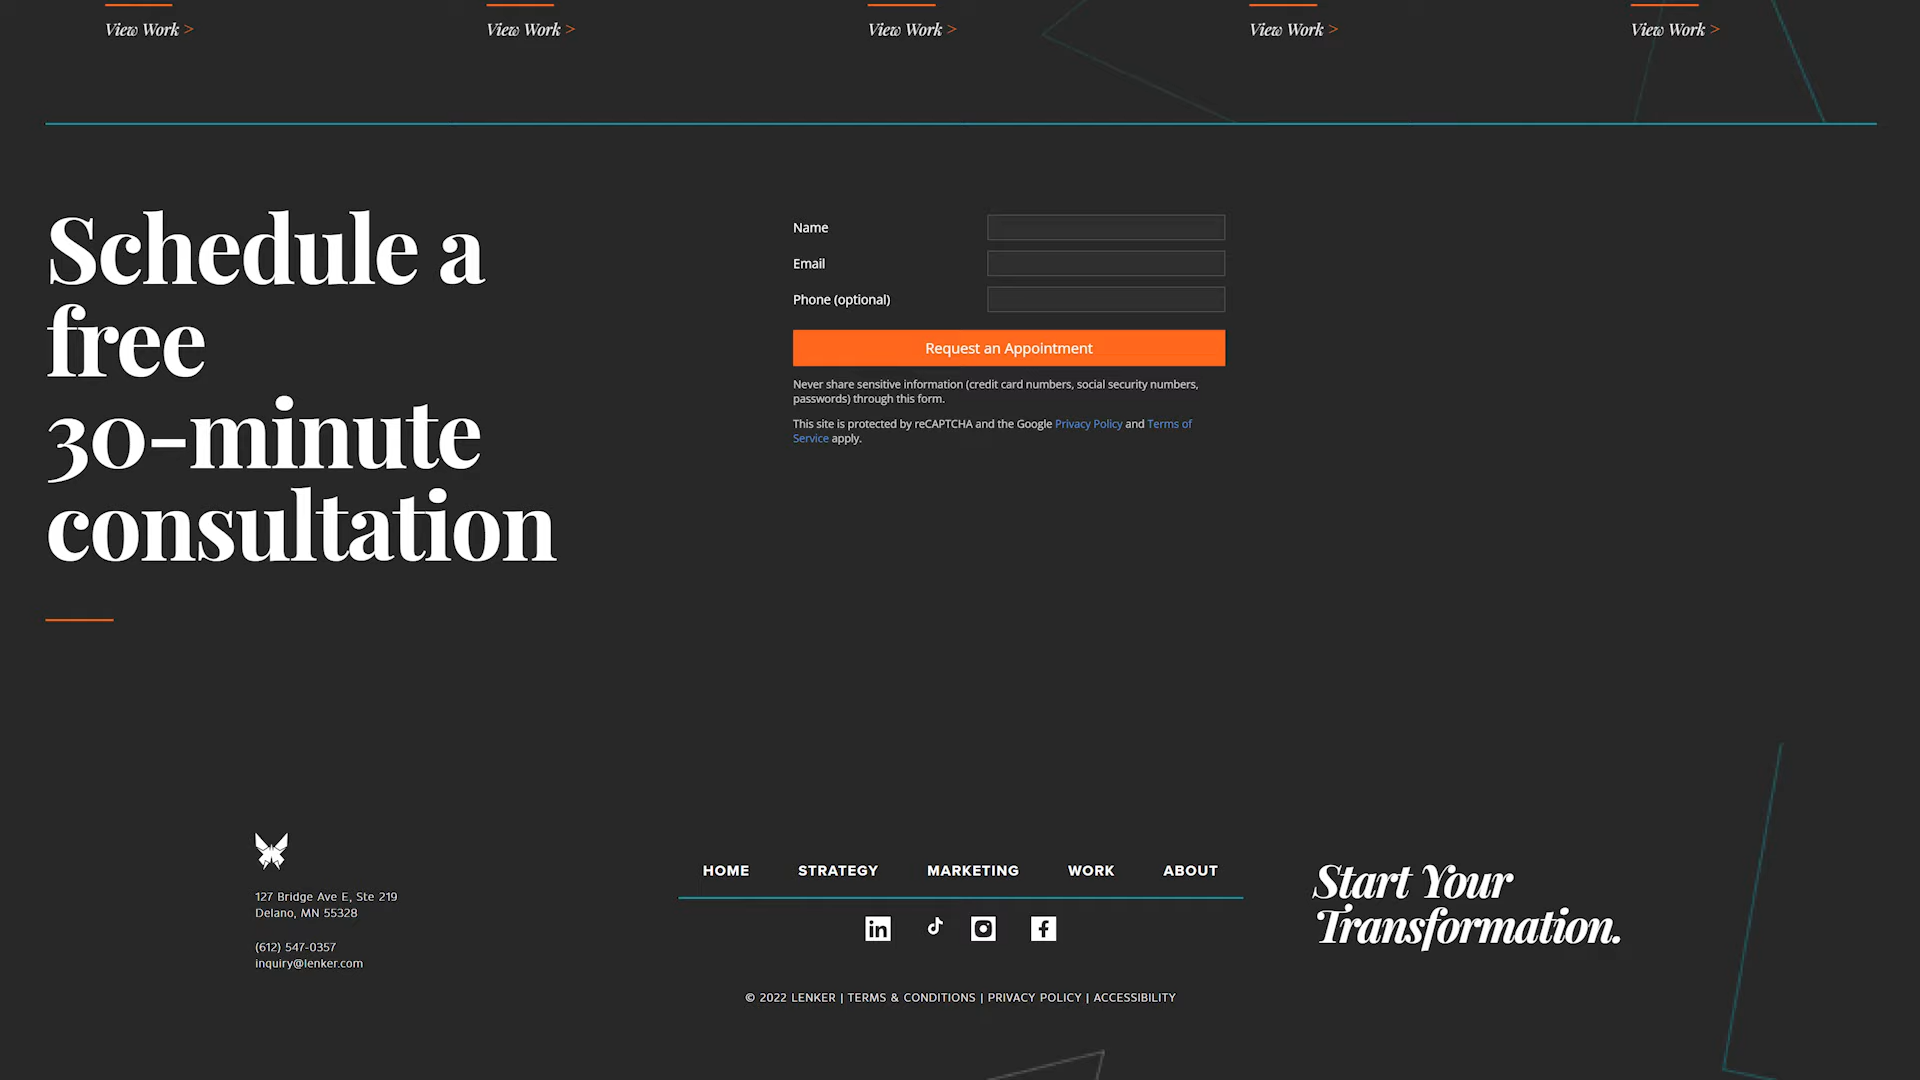 View Work > View Work > View Work > View Work > View Work >
Schedule a
free
30-minute
consultation
Name
Email
Phone (optional)
Request an Appointment
Never share sensitive information (credit card numbers, social security numbers,
passwords) through this form.
This site is protected by reCAPTCHA and the Google Privacy Policy and Terms of
Service apply.
127 Bridge Ave E, Ste 219
Delano, MN 55328
(612) 547-0357
inquiry@lenker.com
HOME STRATEGY MARKETING WORK ABOUT
in
f
© 2022 LENKER | TERMS & CONDITIONS | PRIVACY POLICY | ACCESSIBILITY
Start Your
Transformation.